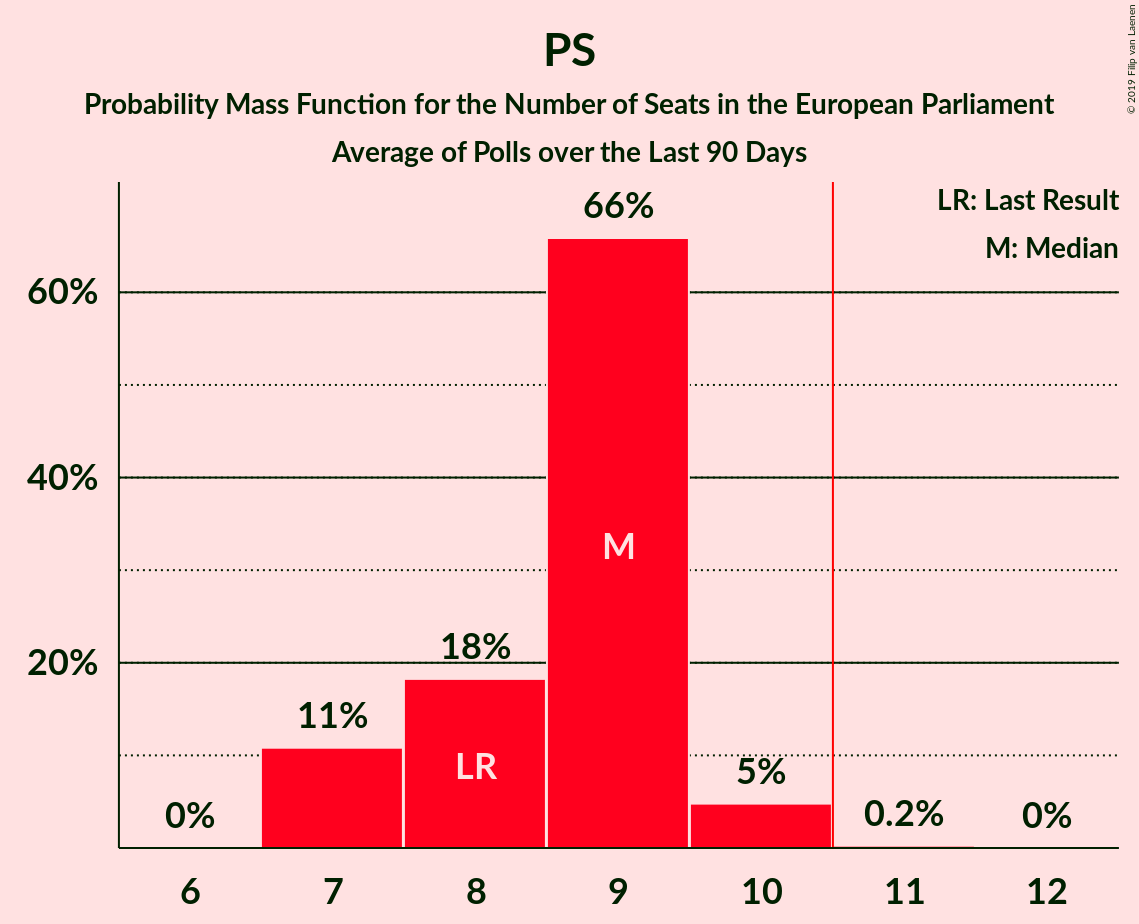 PS
Probability Mass Function for the Number of Seats in the European Parliament
Average of Polls over the Last 90 Days
© 2019 Filip van Laenen
LR: Last Result
M: Median
66%
60%
40%
M
18%
20%
11%
LR
5%
0%
0.2%
0%
6 7 8 9 10 11 12